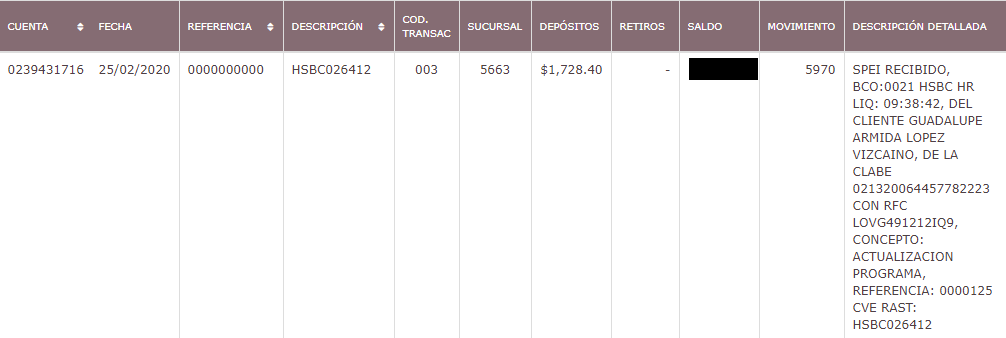 CUENTA FECHA REFERENCIA DESCRIPCIÓN COD. TRANSAC SUCURSAL DEPÓSITOS RETIROS SALDO MOVIMIENTO DESCRIPCIÓN DETALLADA
0239431716 25/02/2020 0000000000 HSBC026412 003 5663 $1,728.40 - 5970 SPEI RECIBIDO,
BCO:0021 HSBC HR
LIQ: 09:38:42, DEL
CLIENTE GUADALUPE
ARMIDA LOPEZ
VIZCAINO, DE LA
CLABE
021320064457782223
CON RFC
LOVG491212IQ9,
CONCEPTO:
ACTUALIZACION
PROGRAMA,
REFERENCIA: 0000125
CVE RAST:
HSBC026412